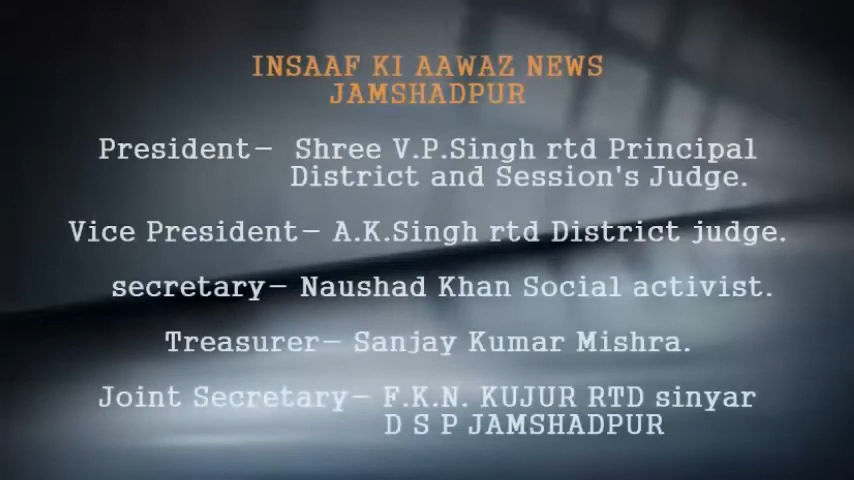 INSAAF KI AAWAZ NEWS
JAMSHADPUR
President- Shree V.P.Singh rtd Principal
District and Session's Judge.
Vice President- A.K.Singh rtd District judge.
secretary- Naushad Khan Social activist.
Treasurer- Sanjay Kumar Mishra.
Joint Secretary- F.K.N. KUJUR RTD sinyar
D S P JAMSHADPUR